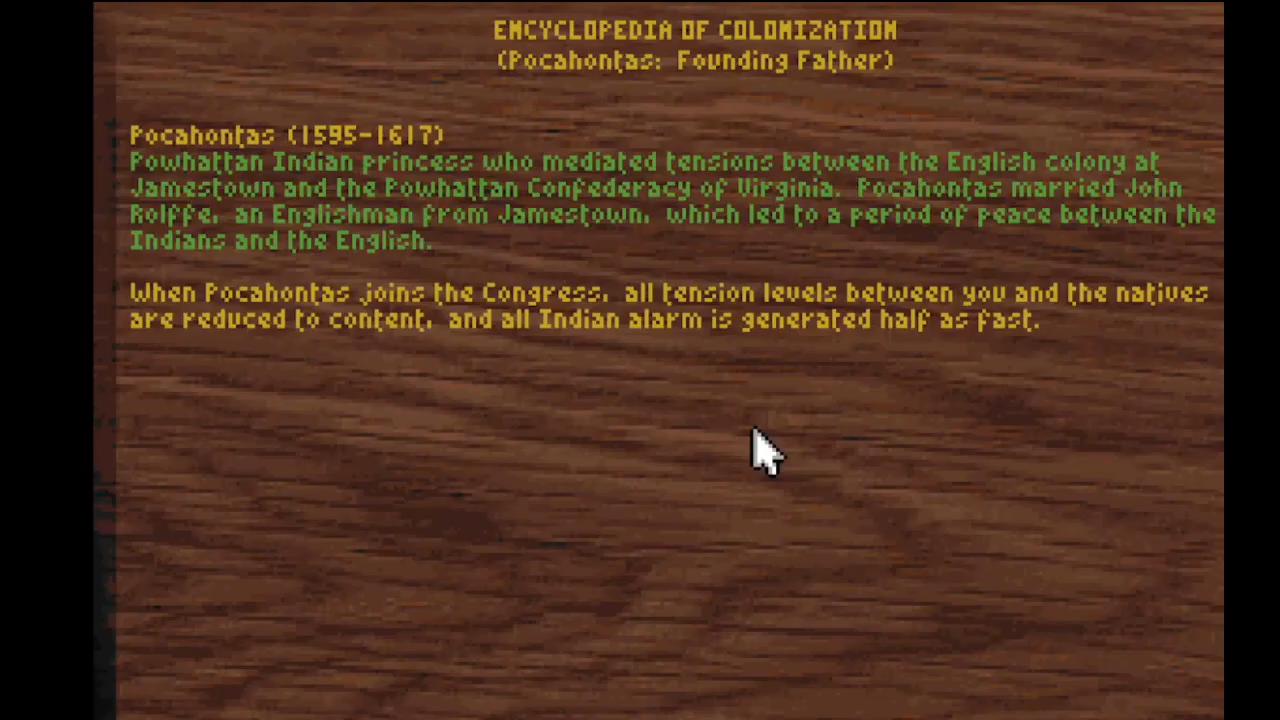 ENCYCLOPEDIA OF COLONIZATION
(Pocahontas: Founding Father)
Pocahontas (1595-1617)
Powhattan Indian princess who mediated tensions between the English colony at
Jamestown and the Powhattan Confederacy of Virginia. Pocahontas married John
Rolffe, an Englishman from Jamestown, which led to a period of peace between the
Indians and the English.
When Pocahontas joins the Congress, all tension levels between you and the natives
are reduced to content, and all Indian alarm is generated half as fast.